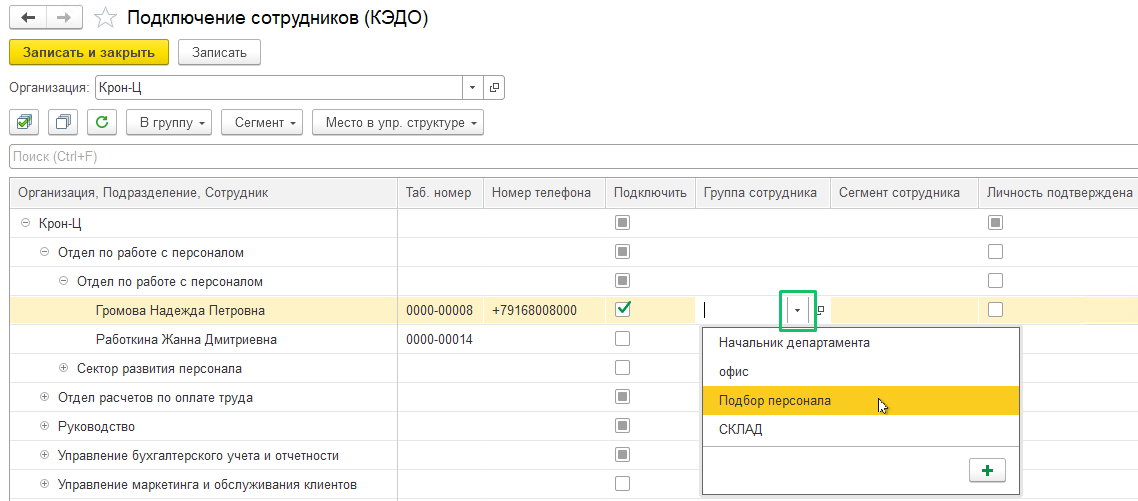 Подключение сотрудников (КЭДО)
Записать и закрыть Записать
Организация: Крон-Ц
В группу Сегмент Место в упр. структуре
Поиск (Ctrl+F)
Организация, Подразделение, Сотрудник Таб. номер Номер телефона Подключить Группа сотрудника Сегмент сотрудника Личность подтверждена
Крон-Ц
Отдел по работе с персоналом
Отдел по работе с персоналом
Громова Надежда Петровна 0000-00008 +79168008000
Работкина Жанна Дмитриевна 0000-00014
Начальник департамента
Сектор развития персонала
офис
Отдел расчетов по оплате труда
Подбор персонала
Руководство
СКЛАД
Управление бухгалтерского учета и отчетности
Управление маркетинга и обслуживания клиентов